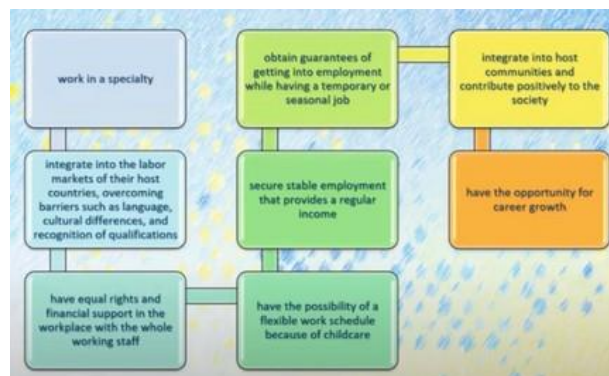 work in a specialty
integrate into the labor
markets of their host
countries, overcoming
barriers such as language,
cultural differences, and
recognition of qualifications
have equal rights and
financial support in the
workplace with the whole
working staff
have the possibility of a
flexible work schedule
because of childcare
secure stable employment
that provides a regular
income
obtain guarantees of
getting into employment
while having a temporary or
seasonal job
integrate into host
communities and
contribute positively to the
society
have the opportunity for
career growth